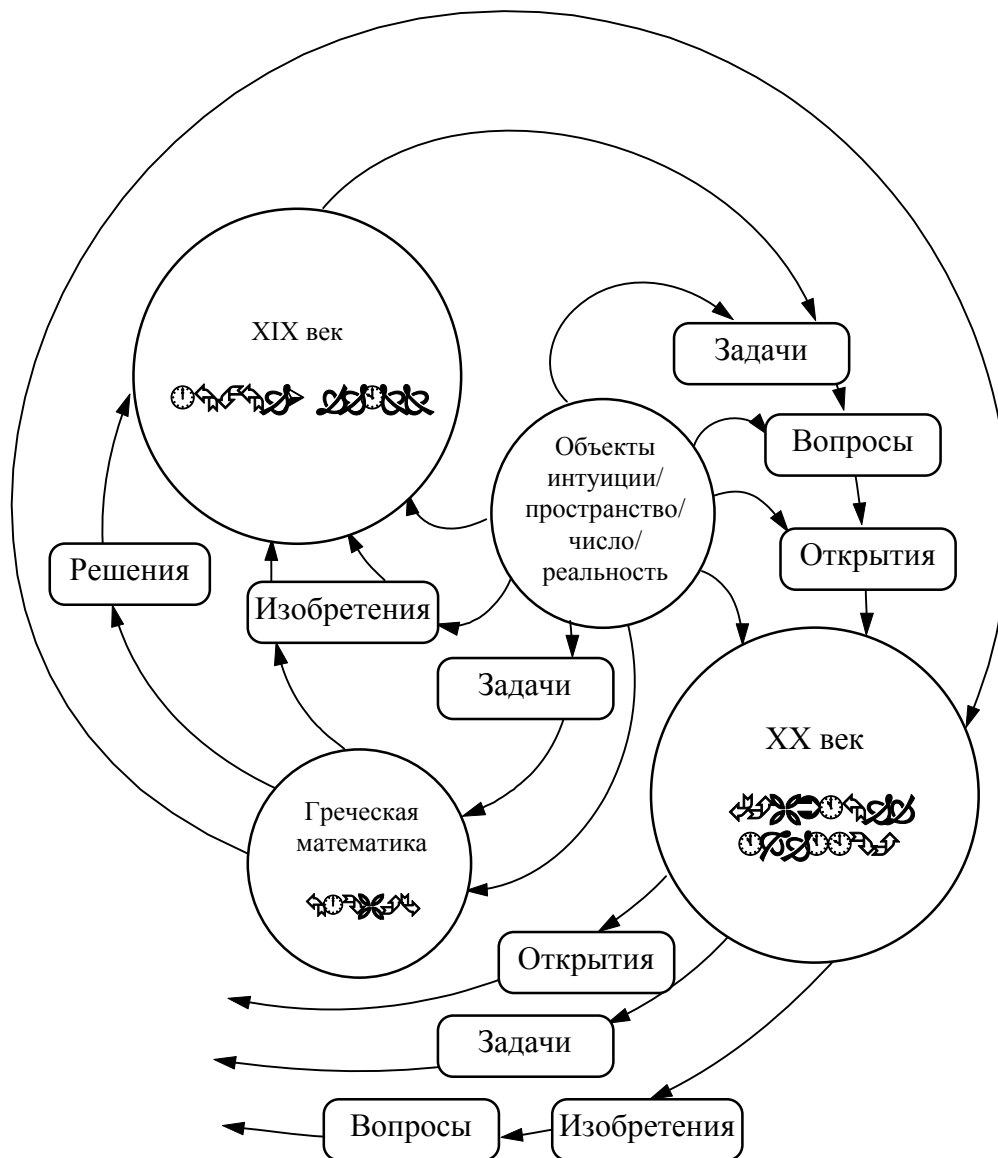 XIX век
Задачи
Вопросы
Объекты
интуиции/
пространство/
число/
реальность
Открытия
Решения
Изобретения
Задачи
XX век
Греческая
математика
Открытия
Задачи
Вопросы
Изобретения